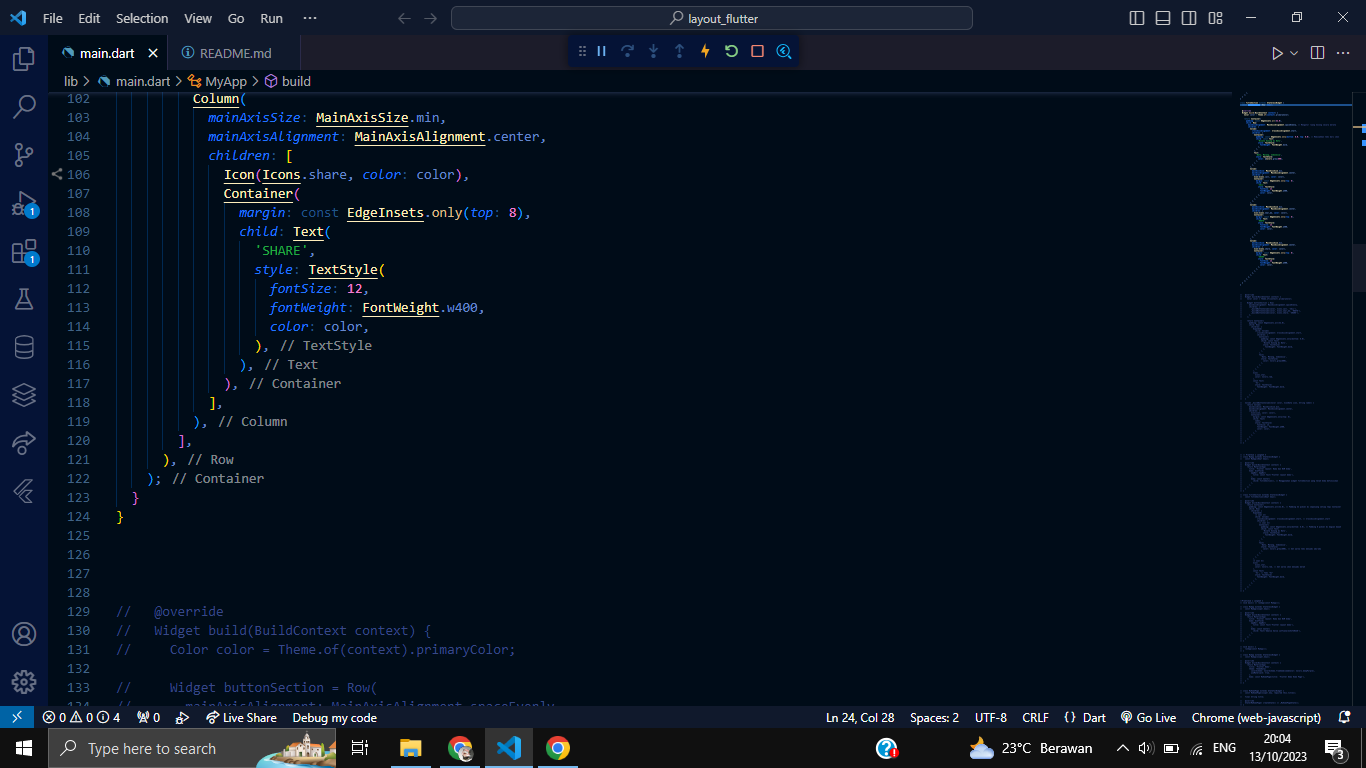 File Edit Selection View Go Run ··· layout_flutter
main.dart README.md
lib > main.dart > MyApp > build
102 Column(
103 mainAxisSize: MainAxisSize.min,
104 mainAxisAlignment: MainAxisAlignment.center,
105 children: [
106 Icon(Icons.share, color: color),
107 Container(
108 margin: const EdgeInsets.only(top: 8),
109 child: Text(
110 'SHARE',
111 style: TextStyle(
112 fontSize: 12,
113 fontWeight: FontWeight.w400,
114 color: color,
115 ), // TextStyle
116 ), // Text
117 ), // Container
118 ],
119 ), // Column
120 ],
121 ), // Row
122 ); // Container
123 }
124 }
125
126
127
128
129 // @override
130 // Widget build(BuildContext context) {
131 // Color color = Theme.of(context).primaryColor;
132
133 // Widget buttonSection = Row(
134 // mainAxisAlignment: MainAxisAlignment.spaceEvenly,
1
1
0 0 4 0 Live Share Debug my code Ln 24, Col 28 Spaces: 2 UTF-8 CRLF {} Dart Go Live Chrome (web-javascript)
Type here to search 23°C Berawan ENG 20:04
13/10/2023 3